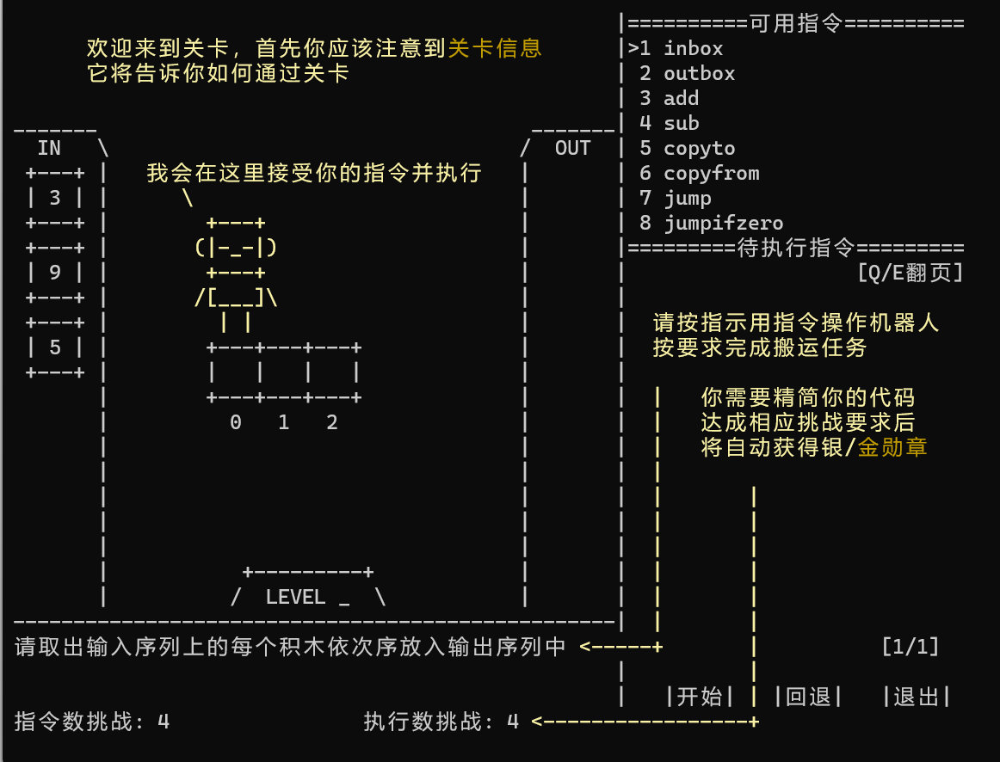 ==========可用指令==========
欢迎来到关卡，首先你应该注意到关卡信息
它将告诉你如何通过关卡
>1 inbox
2 outbox
3 add
4 sub
5 copyto
6 copyfrom
7 jump
8 jumpifzero
IN
OUT
我会在这里接受你的指令并执行
3
9
5
0 1 2
=========待执行指令=========
[Q/E翻页]
请按指示用指令操作机器人
按要求完成搬运任务
你需要精简你的代码
达成相应挑战要求后
将自动获得银/金勋章
LEVEL _
请取出输入序列上的每个积木依次序放入输出序列中
[1/1]
|开始| |回退| |退出|
指令数挑战: 4
执行数挑战: 4